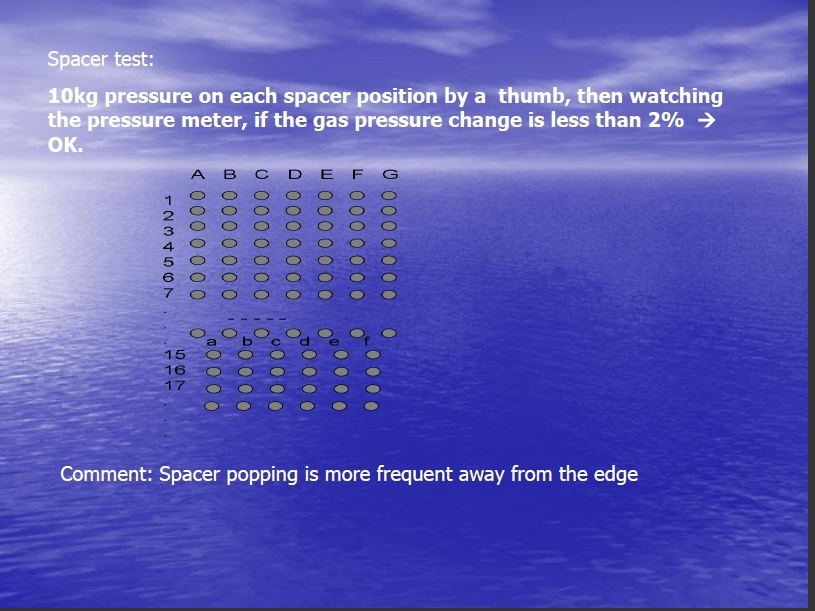 Spacer test:
10kg pressure on each spacer position by a thumb, then watching
the pressure meter, if the gas pressure change is less than 2% →
OK.
A B C D E F G
1
2
3
4
5
6
7
.
.
- - - - -
.
a b c d e f
15
16
17
.
.
.
Comment: Spacer popping is more frequent away from the edge